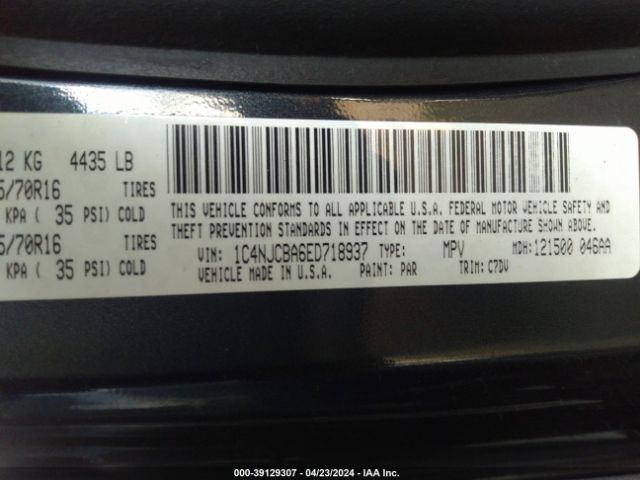 12 KG 4435 LB
5/70R16 TIRES
KPA ( 35 PSI) COLD
5/70R16 TIRES
KPA ( 35 PSI) COLD
THIS VEHICLE CONFORMS TO ALL APPLICABLE U.S.A. FEDERAL MOTOR VEHICLE SAFETY AND
THEFT PREVENTION STANDARDS IN EFFECT ON THE DATE OF MANUFACTURE SHOWN ABOVE.
VIN: 1C4NJCBA6ED718937 TYPE: MPV MDH: 121500 046AA
VEHICLE MADE IN U.S.A. PAINT: PAR TRIM: C7DV
000-39129307 - 04/23/2024 - IAA Inc.